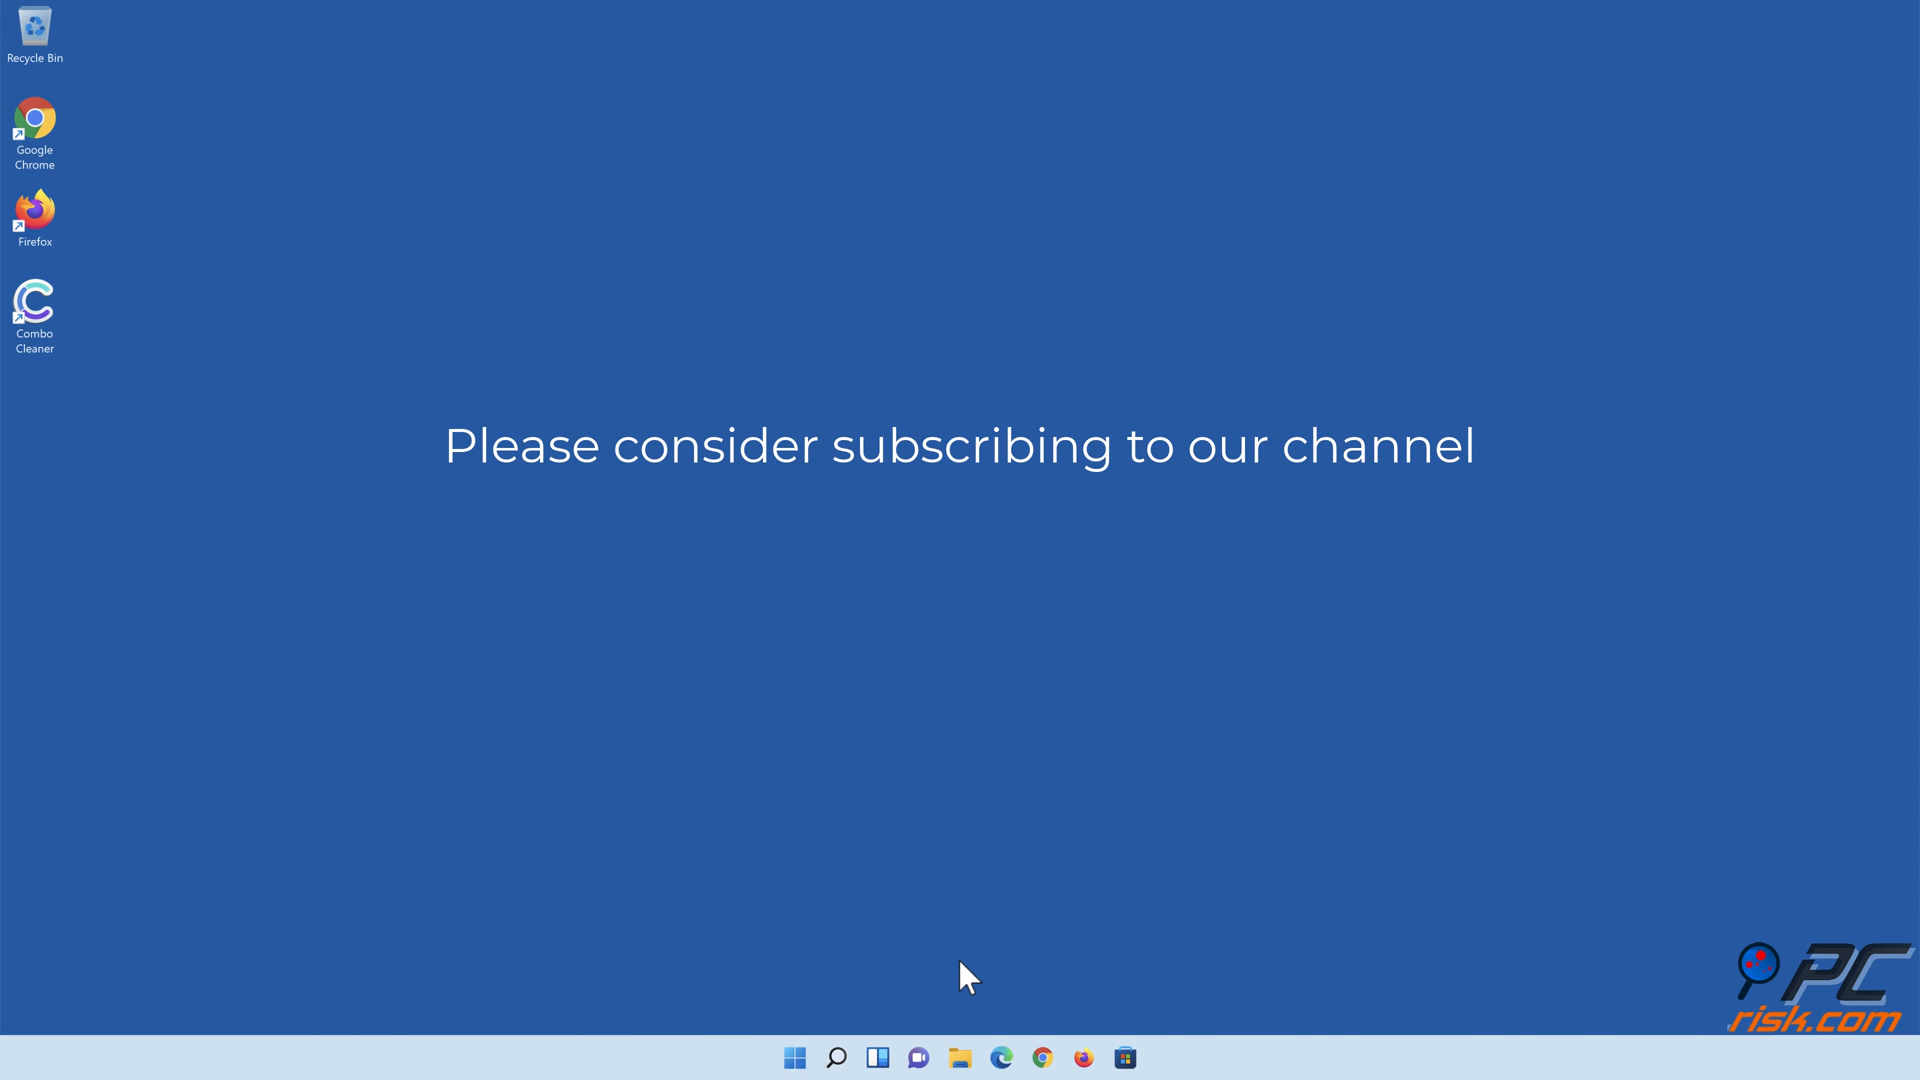 Recycle Bin
Google
Chrome
Firefox
Combo
Cleaner
Please consider subscribing to our channel
PC
risk.com